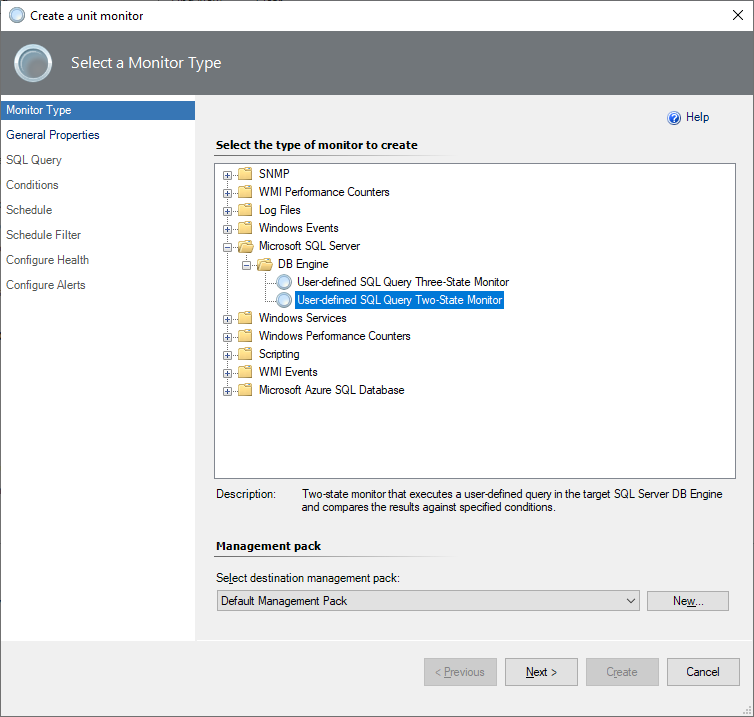 Create a unit monitor
Select a Monitor Type
Monitor Type
General Properties
SQL Query
Conditions
Schedule
Schedule Filter
Configure Health
Configure Alerts
Help
Select the type of monitor to create
SNMP
WMI Performance Counters
Log Files
Windows Events
Microsoft SQL Server
DB Engine
User-defined SQL Query Three-State Monitor
User-defined SQL Query Two-State Monitor
Windows Services
Windows Performance Counters
Scripting
WMI Events
Microsoft Azure SQL Database
Description: Two-state monitor that executes a user-defined query in the target SQL Server DB Engine
and compares the results against specified conditions.
Management pack
Select destination management pack:
Default Management Pack
New...
< Previous
Next >
Create
Cancel